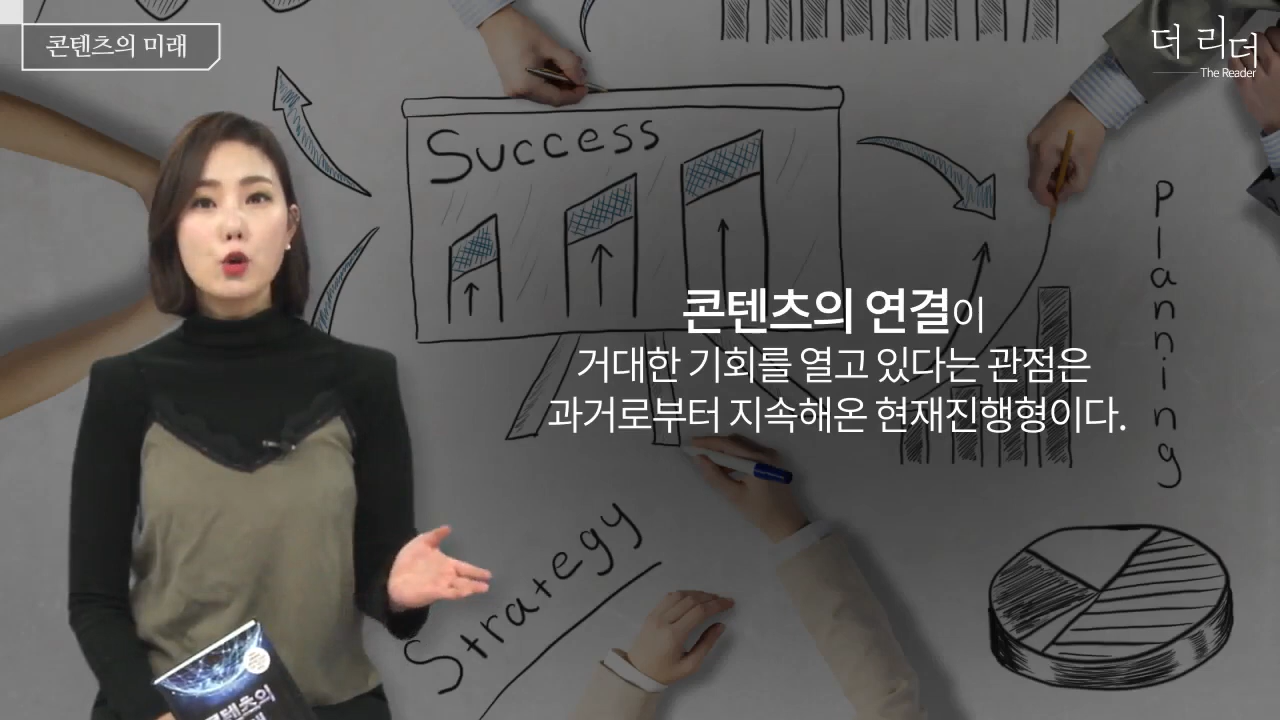 콘텐츠의 미래
더 리더
The Reader
Success
콘텐츠의 연결이
거대한 기회를 열고 있다는 관점은
과거로부터 지속해온 현재진행형이다.
Planning
Strategy
콘텐츠의